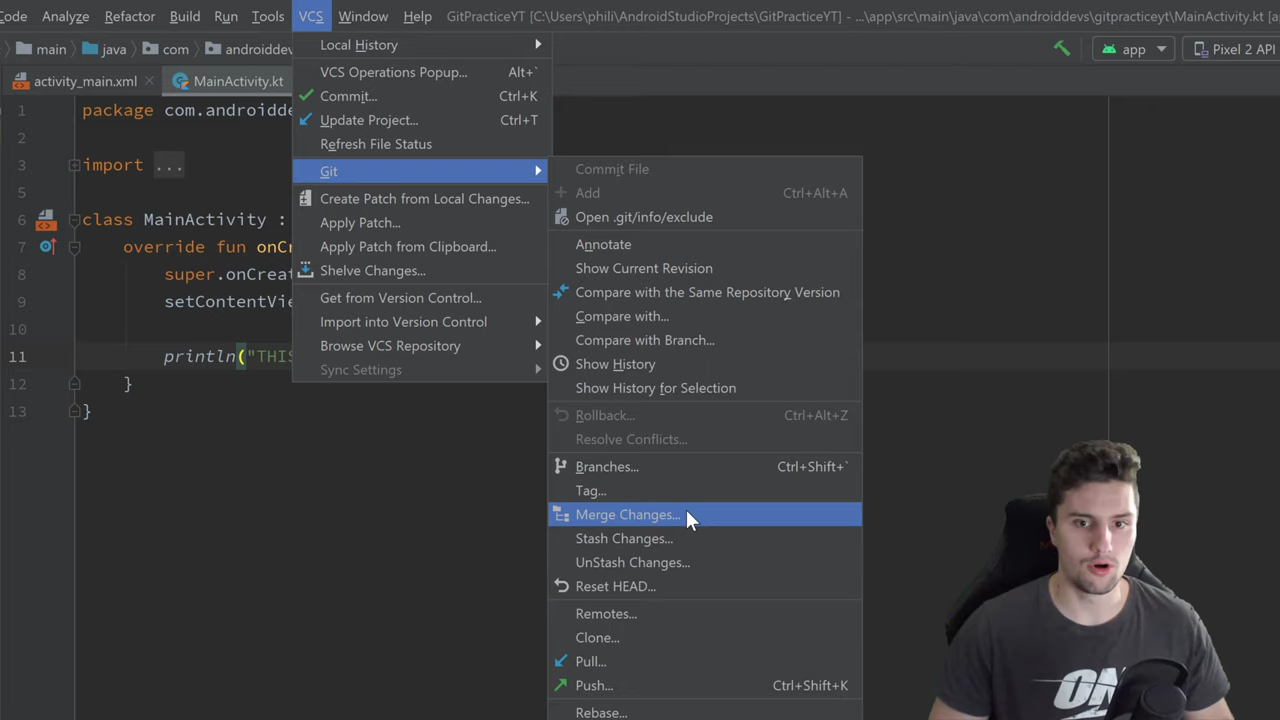 ode Analyze Refactor Build Run Tools VCS Window Help GitPracticeYT [C:\Users\phili\AndroidStudioProjects\GitPracticeYT] - ...\app\src\main\java\com\androiddevs\gitpracticeyt\MainActivity.kt [a
main java com androiddev app Pixel 2 API
activity_main.xml MainActivity.kt
1 package com.androidde
2
3 import ...
5
6 class MainActivity :
7 override fun onCr
8 super.onCreat
9 setContentVie
10
11 println("THIS
12 }
13 }
Local History
VCS Operations Popup... Alt+`
Commit... Ctrl+K
Update Project... Ctrl+T
Refresh File Status
Git
Create Patch from Local Changes...
Apply Patch...
Apply Patch from Clipboard...
Shelve Changes...
Get from Version Control...
Import into Version Control
Browse VCS Repository
Sync Settings
Commit File
Add Ctrl+Alt+A
Open .git/info/exclude
Annotate
Show Current Revision
Compare with the Same Repository Version
Compare with...
Compare with Branch...
Show History
Show History for Selection
Rollback... Ctrl+Alt+Z
Resolve Conflicts...
Branches... Ctrl+Shift+`
Tag...
Merge Changes...
Stash Changes...
UnStash Changes...
Reset HEAD...
Remotes...
Clone...
Pull...
Push... Ctrl+Shift+K
Rebase...